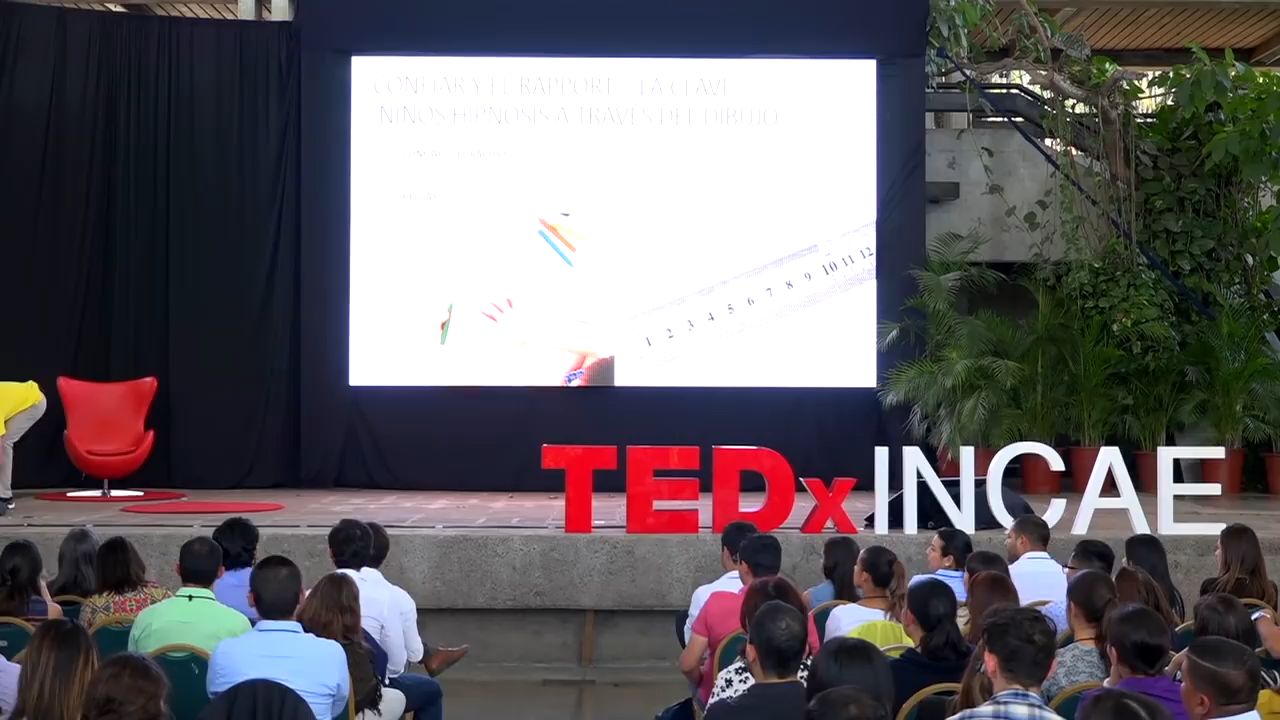 CONFIAR Y EL RAPPORT LA CLAVE
NIÑOS HIPNOSIS A TRAVES DEL DIBUJO
1 2 3 4 5 6 7 8 9 10 11 12
TEDxINCAE